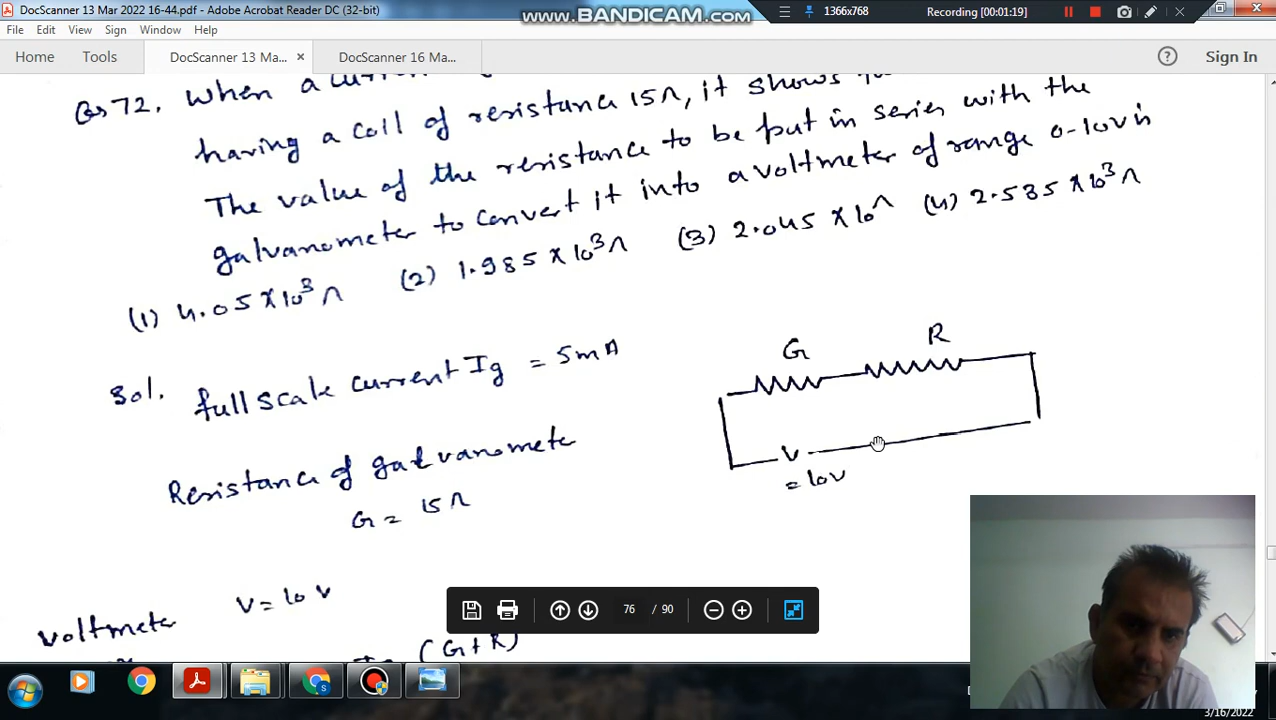 DocScanner 13 Mar 2022 16-44.pdf - Adobe Acrobat Reader DC (32-bit)
www.BANDICAM.com
1366x768
Recording [00:01:19]
File Edit View Sign Window Help
Home Tools DocScanner 13 Ma... × DocScanner 16 Ma... Sign In
Qs 72. When a
having a coil of resistance 15Ω, it shows
The value of the resistance to be put in series with the
galvanometer to convert it into a voltmeter of range 0-10V is
(1) 4.05 × 10³ Ω (2) 1.985 × 10³ Ω (3) 2.045 × 10 Ω (4) 2.535 × 10³ Ω
Sol. full scale current Ig = 5mA
G R
Resistance of galvanometer
G = 15Ω
V
= 10V
Voltmeter V = 10 V
(G+R)
76 / 90
3/16/2022